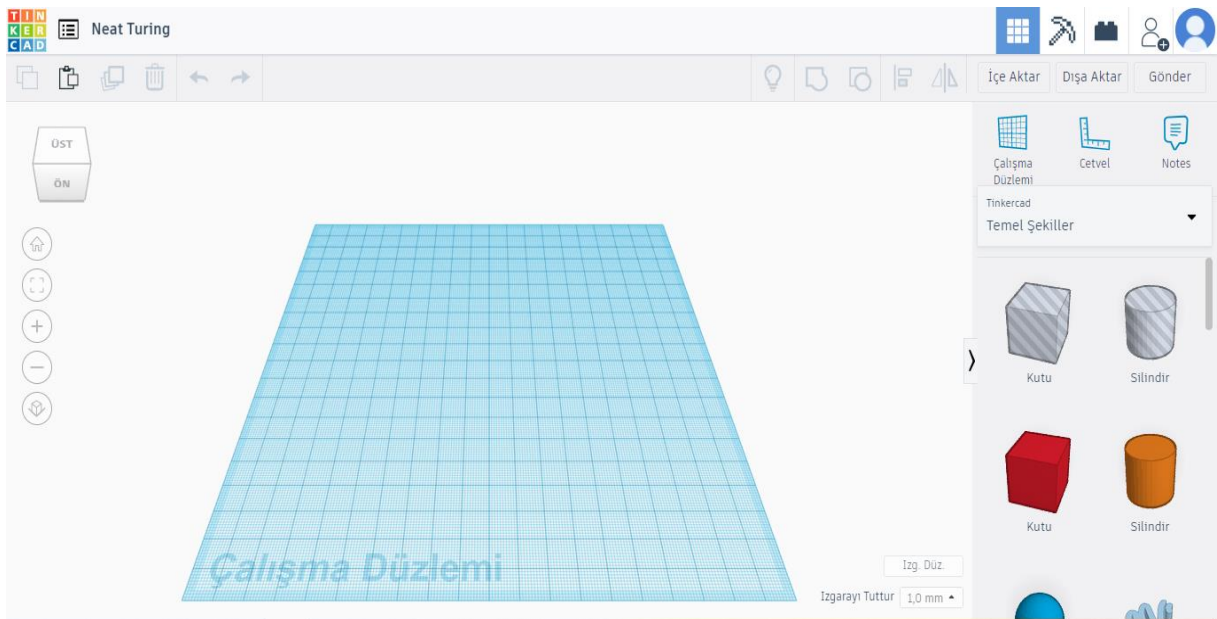 TIN
KER
CAD
Neat Turing
İçe Aktar
Dışa Aktar
Gönder
ÜST
ÖN
Çalışma
Düzlemi
Cetvel
Notes
Tinkercad
Temel Şekiller
Kutu
Silindir
Kutu
Silindir
Çalışma Düzlemi
Izg. Düz.
Izgarayı Tuttur 1,0 mm